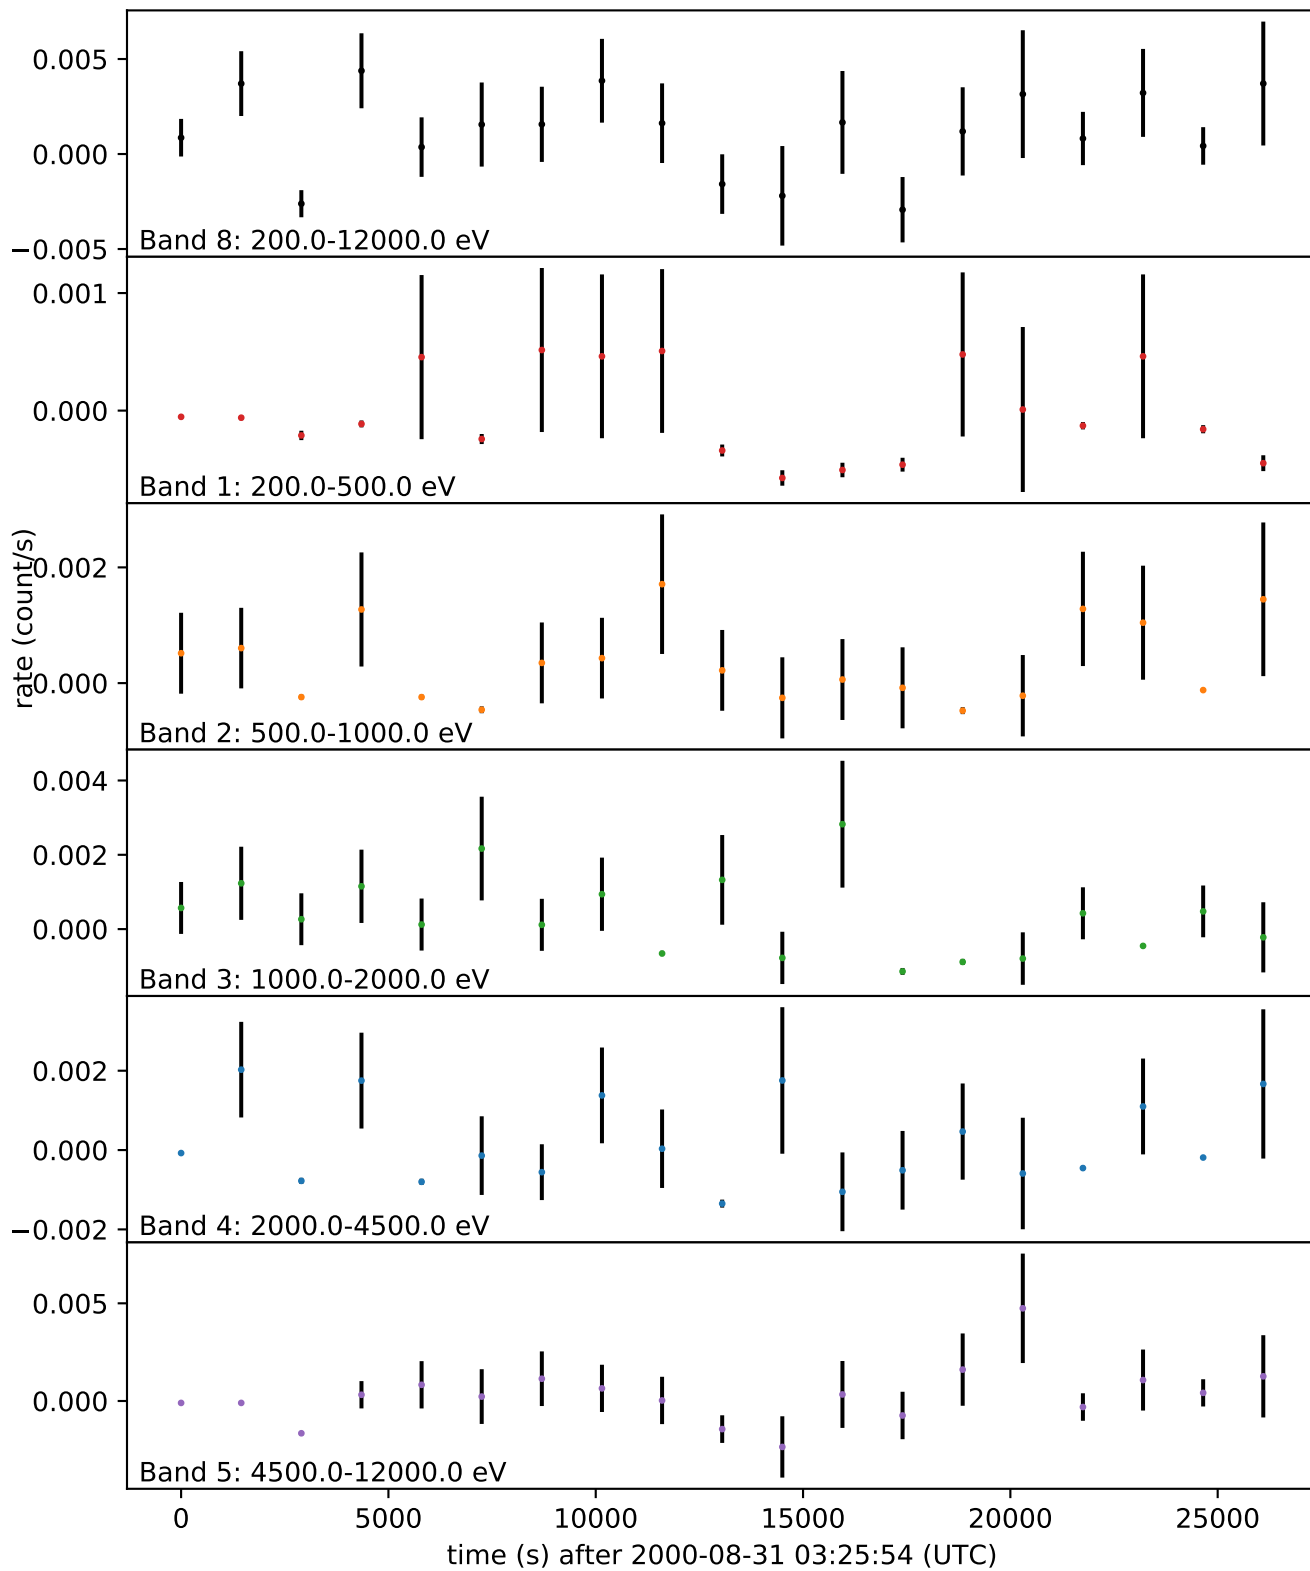 0.005
0.000
−0.005
Band 8: 200.0-12000.0 eV
0.001
0.000
Band 1: 200.0-500.0 eV
rate (count/s)
0.002
0.000
Band 2: 500.0-1000.0 eV
0.004
0.002
0.000
Band 3: 1000.0-2000.0 eV
0.002
0.000
−0.002
Band 4: 2000.0-4500.0 eV
0.005
0.000
Band 5: 4500.0-12000.0 eV
0 5000 10000 15000 20000 25000
time (s) after 2000-08-31 03:25:54 (UTC)